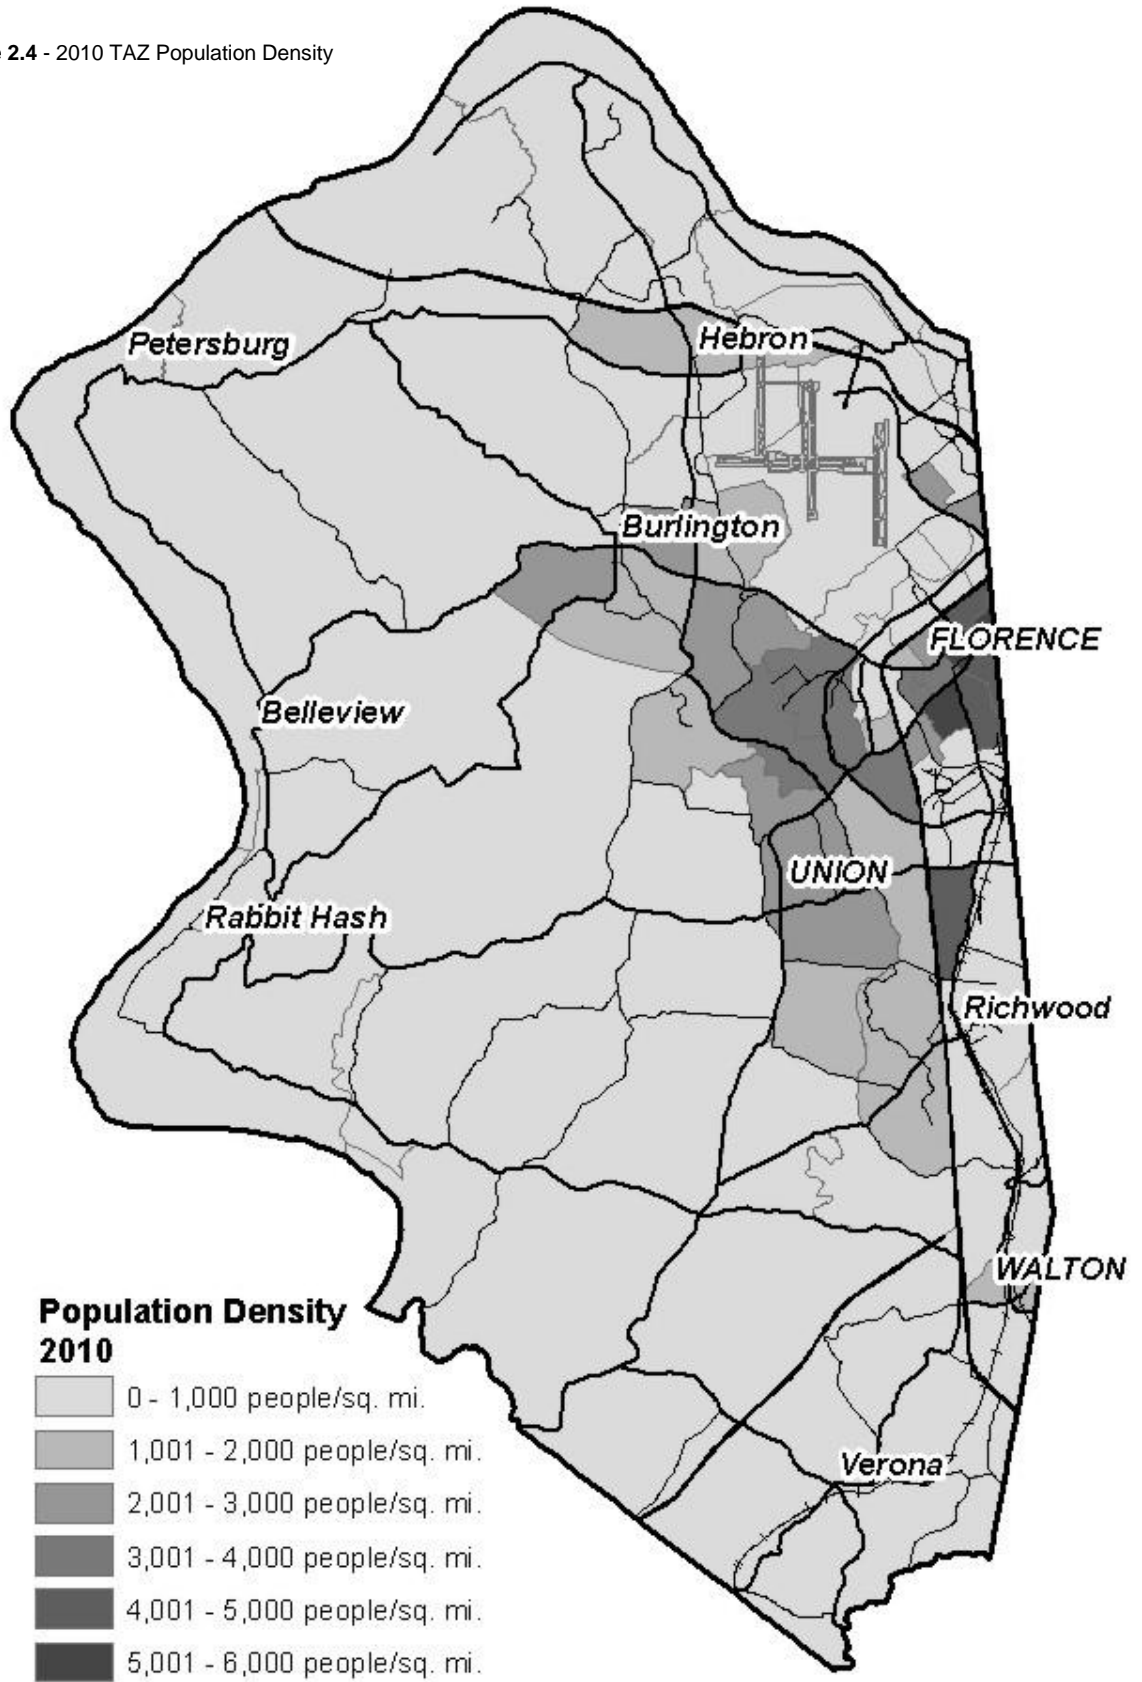 2.4 - 2010 TAZ Population Density
Petersburg
Hebron
Burlington
FLORENCE
Belleview
UNION
Rabbit Hash
Richwood
WALTON
Population Density
2010
0 - 1,000 people/sq. mi.
1,001 - 2,000 people/sq. mi.
2,001 - 3,000 people/sq. mi.
Verona
3,001 - 4,000 people/sq. mi.
4,001 - 5,000 people/sq. mi.
5,001 - 6,000 people/sq. mi.